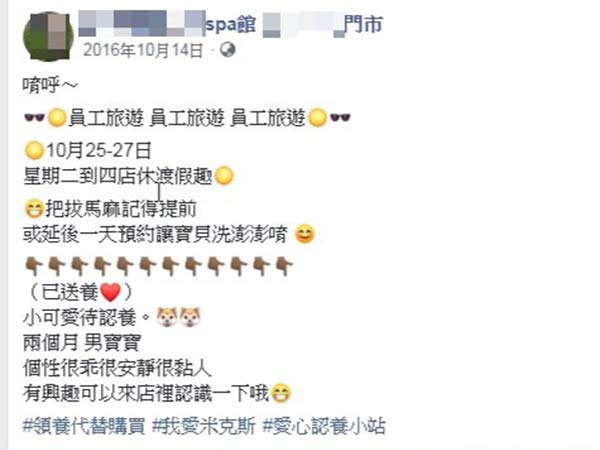 spa館 門市
2016年10月14日 ·
唷呼～
🕶️🌕員工旅遊 員工旅遊 員工旅遊🌕🕶️
🌕10月25-27日
星期二到四店休渡假趣🌕
😁把拔馬麻記得提前
或延後一天預約讓寶貝洗澎澎唷 😊
👇🏾👇🏾👇🏾👇🏾👇🏾👇🏾👇🏾👇🏾👇🏾👇🏾👇🏾👇🏾
（已送養❤️）
小可愛待認養。🐶🐶
兩個月 男寶寶
個性很乖很安靜很黏人
有興趣可以來店裡認識一下哦😁
#領養代替購買 #我愛米克斯 #愛心認養小站